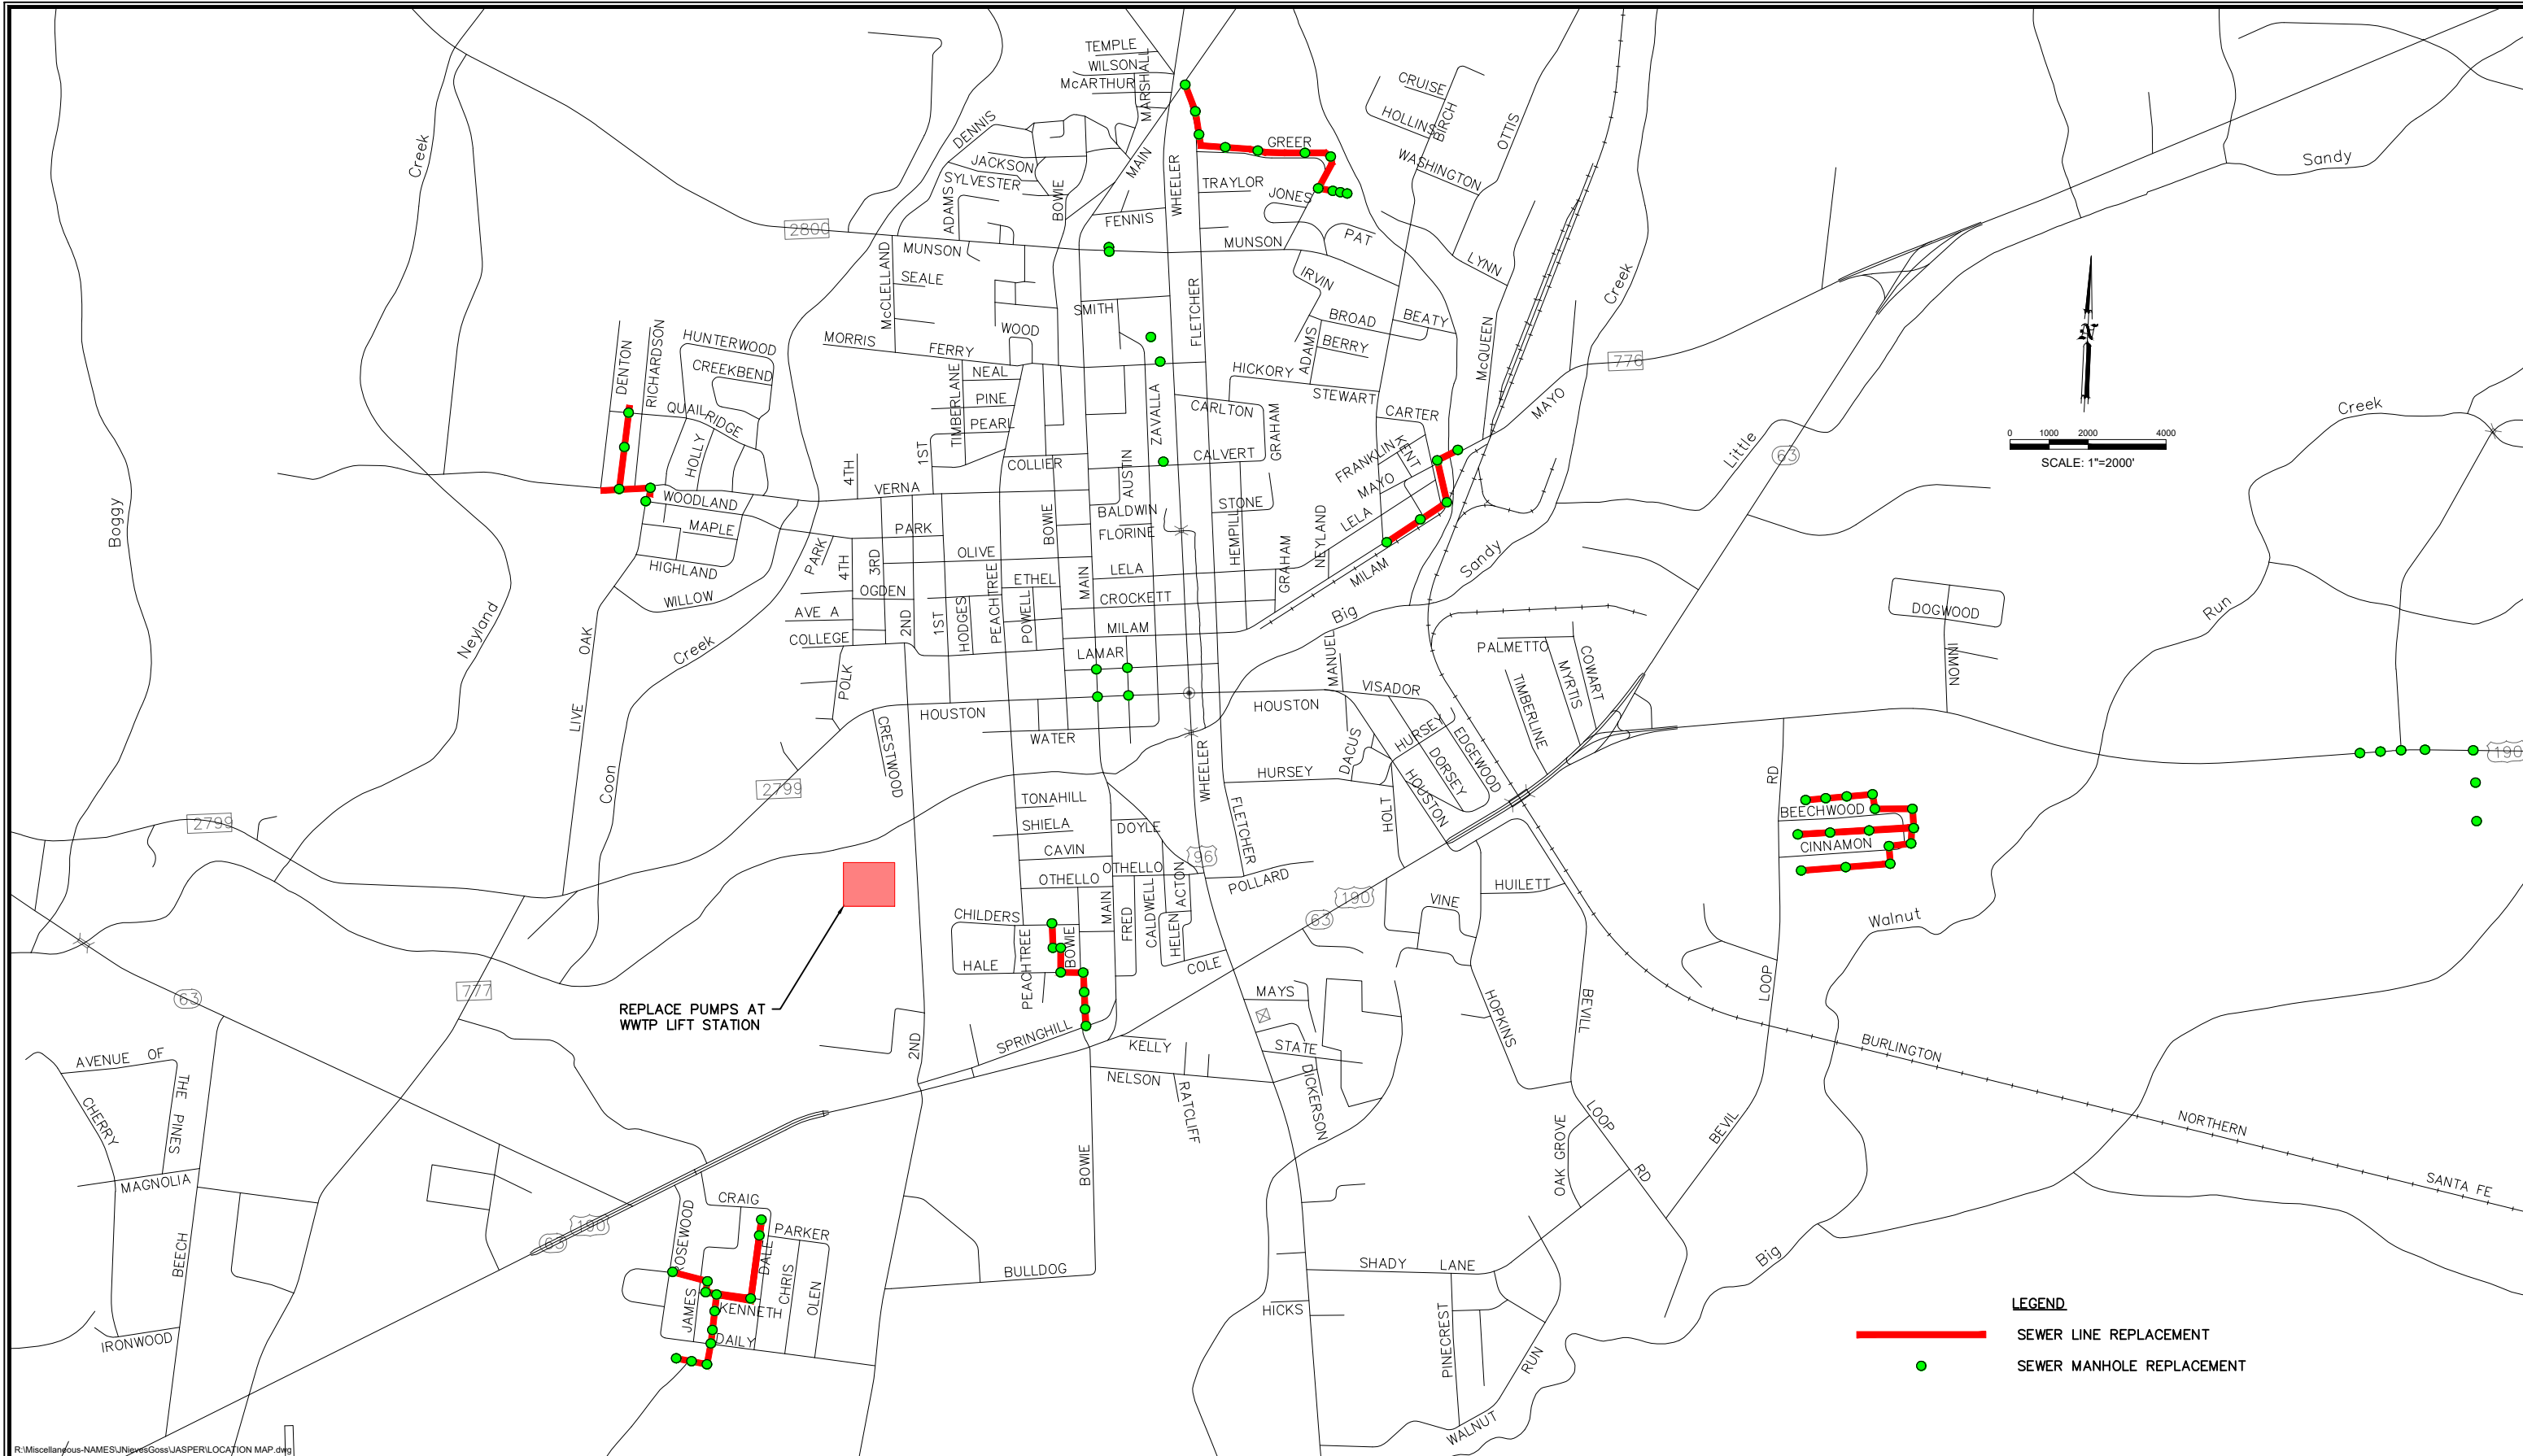 TEMPLE
WILSON
McARTHUR
MARSHALL
DENNIS
JACKSON
SYLVESTER
ADAMS
BOWIE
MAIN
WHEELER
GREER
TRAYLOR
JONES
FENNIS
MUNSON
MUNSON
PAT
CRUISE
HOLLINS
BIRCH
OTTIS
WASHINGTON
LYNN
Creek
Sandy
2800
McCLELLAND
SEALE
SMITH
FLETCHER
IRVIN
BROAD
BEATY
ADAMS
BERRY
McQUEEN
Creek
776
MAYO
N
0 1000 2000 4000
SCALE: 1"=2000'
DENTON
RICHARDSON
HUNTERWOOD
CREEKBEND
QUAIL RIDGE
HOLLY
MORRIS
FERRY
WOOD
TIMBERLANE
NEAL
PINE
PEARL
1ST
4TH
COLLIER
VERNA
ZAVALLA
AUSTIN
CARLTON
CALVERT
GRAHAM
HICKORY
STEWART
CARTER
FRANKLIN
KENT
MAYO
LELA
Little
63
Creek
Boggy
WOODLAND
MAPLE
HIGHLAND
WILLOW
PARK
PARK
4TH
3RD
OLIVE
BOWIE
BALDWIN
FLORINE
STONE
HEMPILL
NEYLAND
GRAHAM
MILAM
Sandy
Big
LELA
ETHEL
MAIN
CROCKETT
MILAM
LAMAR
OGDEN
AVE A
COLLEGE
2ND
1ST
HODGES
PEACHTREE
POWELL
POLK
Neyland
LIVE OAK
Creek
Coon
MANUEL
VISADOR
HOUSTON
HOUSTON
WATER
CRESTWOOD
WHEELER
HURSEY
HURSEY
DACUS
DORSEY
EDGEWOOD
HOUSTON
HOLT
PALMETTO
MYRTIS
COWART
TIMBERLINE
DOGWOOD
INMON
Run
190
2799
2799
RD
BEECHWOOD
CINNAMON
TONAHILL
SHIELA
CAVIN
DOYLE
OTHELLO
OTHELLO
96
FLETCHER
POLLARD
190
63
VINE
HUILETT
Walnut
CHILDERS
HALE
PEACHTREE
BOWIE
MAIN
FRED
CALDWELL
HELEN
ACTON
COLE
MAYS
STATE
DICKERSON
HOPKINS
BEVILL
LOOP
BURLINGTON
NORTHERN
SANTA FE
REPLACE PUMPS AT
WWTP LIFT STATION
777
63
AVENUE OF
THE PINES
CHERRY
MAGNOLIA
BEECH
IRONWOOD
2ND
SPRINGHILL
KELLY
NELSON
RATCLIFF
BOWIE
BULLDOG
190
63
CRAIG
ROSEWOOD
PARKER
DALE
CHRIS
OLEN
JAMES
KENNETH
DAILY
OAK GROVE
LOOP
RD
BEVIL
Big
SHADY LANE
HICKS
PINECREST
RUN
WALNUT
LEGEND
SEWER LINE REPLACEMENT
SEWER MANHOLE REPLACEMENT
R:\Miscellaneous-NAMES\JNievesGoss\JASPER\LOCATION MAP.dwg